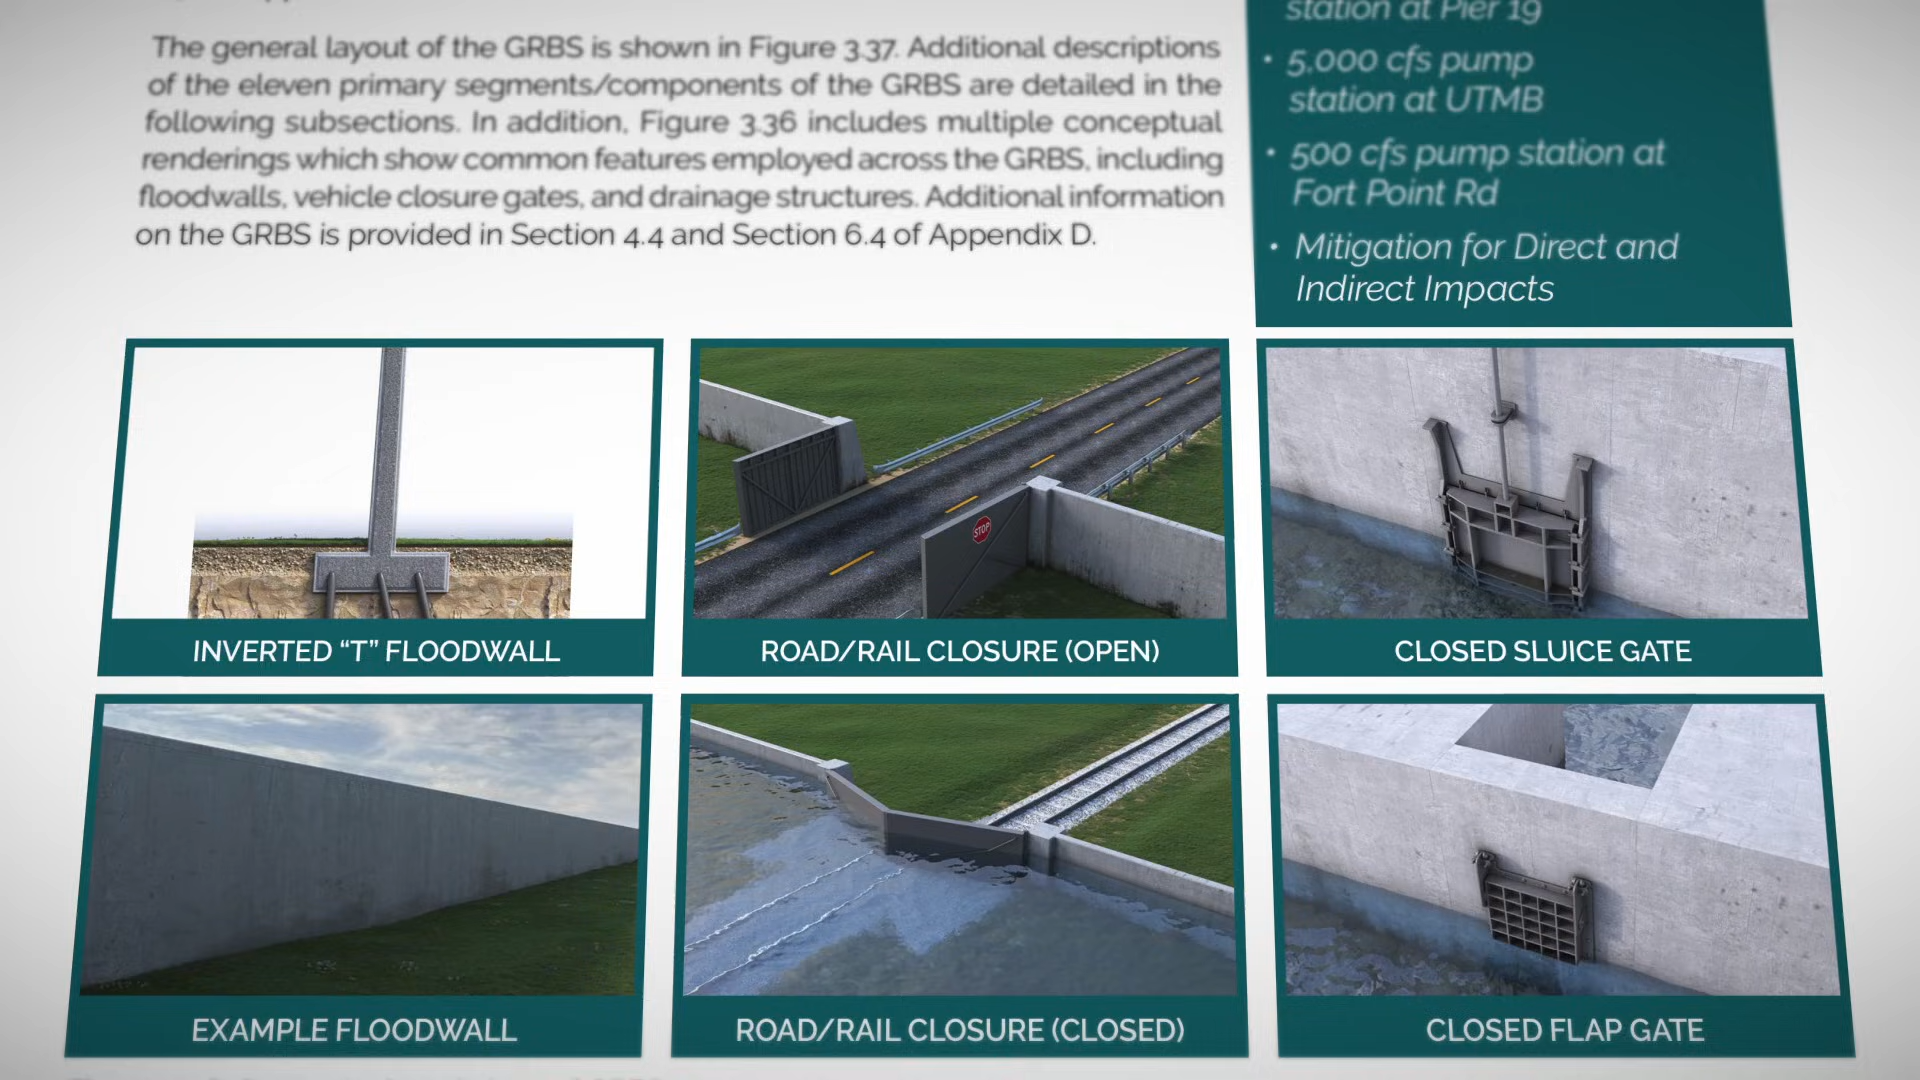 The general layout of the GRBS is shown in Figure 3.37. Additional descriptions
of the eleven primary segments/components of the GRBS are detailed in the
following subsections. In addition, Figure 3.36 includes multiple conceptual
renderings which show common features employed across the GRBS, including
floodwalls, vehicle closure gates, and drainage structures. Additional information
on the GRBS is provided in Section 4.4 and Section 6.4 of Appendix D.
station at Pier 19
• 5,000 cfs pump
station at UTMB
• 500 cfs pump station at
Fort Point Rd
• Mitigation for Direct and
Indirect Impacts
INVERTED “T” FLOODWALL
STOP
ROAD/RAIL CLOSURE (OPEN)
CLOSED SLUICE GATE
EXAMPLE FLOODWALL
ROAD/RAIL CLOSURE (CLOSED)
CLOSED FLAP GATE